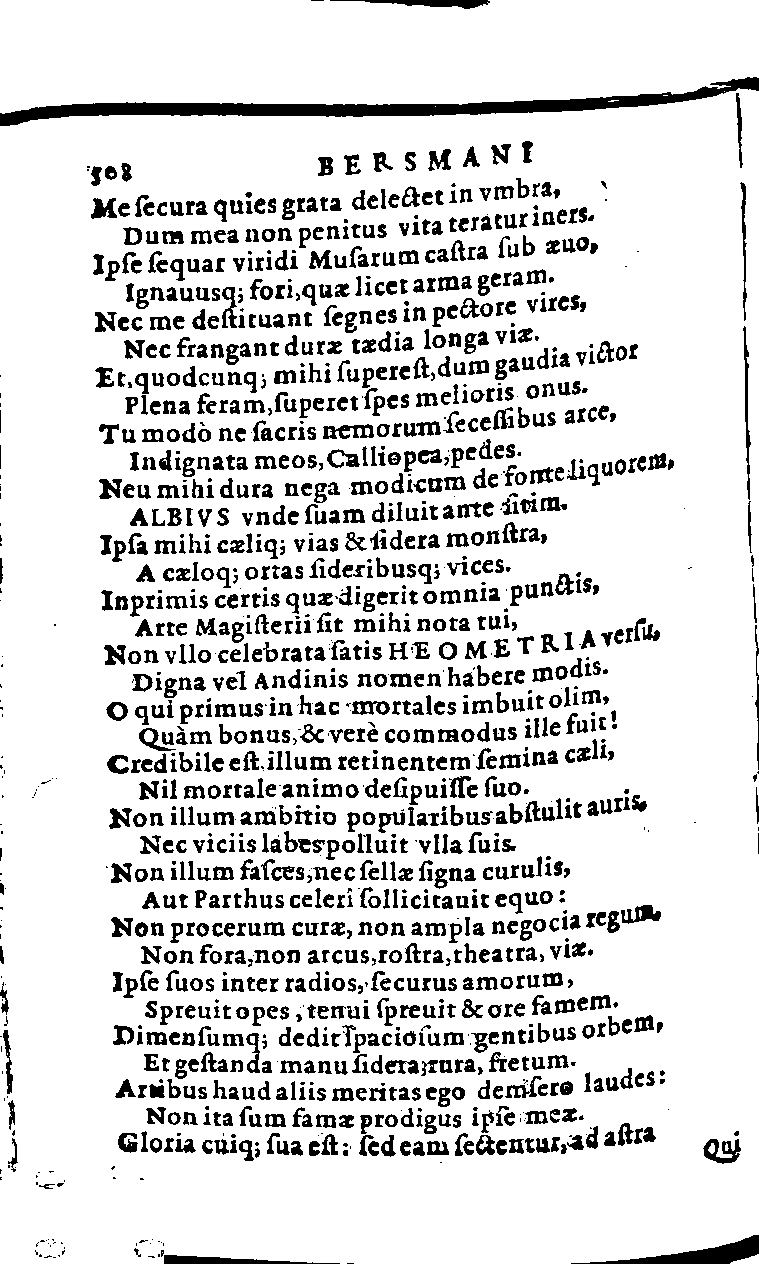 308 BERSMANI
Me ſecura quies grata delectet in vmbra,
Dum mea non penitus vita teratur iners.
Ipſe ſequar viridi Muſarum caſtra ſub æuo,
Ignauusq; fori, quæ licet arma geram.
Nec me deſtituant ſegnes in pectore vires,
Nec frangant duræ tædia longa viæ.
Et, quodcunq; mihi ſupereſt, dum gaudia victor
Plena feram, ſuperet ſpes melioris onus.
Tu modò ne ſacris nemorum ſeceſſibus arce,
Indignata meos, Calliopea, pedes.
Neu mihi dura nega modicum de fonte liquorem,
ALBIVS vnde ſuam diluit ante ſitim.
Ipſa mihi cæliq; vias & ſidera monſtra,
A cæloq; ortas ſideribusq; vices.
Inprimis certis quæ digerit omnia punctis,
Arte Magiſterii ſit mihi nota tui,
Non vllo celebrata ſatis HEOMETRIA verſu,
Digna vel Andinis nomen habere modis.
O qui primus in hac mortales imbuit olim,
Quàm bonus, & verè commodus ille fuit!
Credibile eſt illum retinentem ſemina cæli,
Nil mortale animo deſipuiſſe ſuo.
Non illum ambitio popularibus abſtulit auris,
Nec viciis labes polluit vlla ſuis.
Non illum faſces, nec ſellæ ſigna curulis,
Aut Parthus celeri ſollicitauit equo:
Non procerum curæ, non ampla negocia regum,
Non fora, non arcus, roſtra, theatra, viæ.
Ipſe ſuos inter radios, ſecurus amorum,
Spreuit opes, tenui ſpreuit & ore famem.
Dimenſumq; dedit ſpacioſum gentibus orbem,
Et geſtanda manu ſidera, rura, fretum.
Artibus haud aliis meritas ego demſero laudes:
Non ita ſum famæ prodigus ipſe meæ.
Gloria cuiq; ſua eſt: ſed eam ſectentur, ad aſtra
Qui